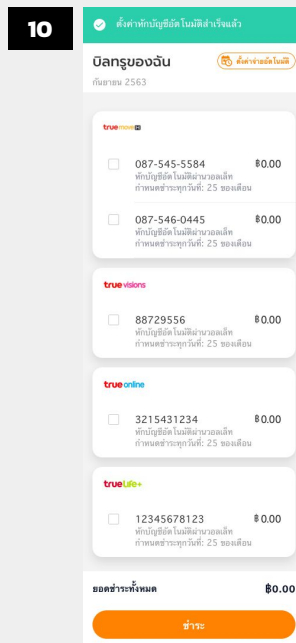 10
ตั้งค่าหักบัญชีอัตโนมัติสำเร็จแล้ว
บิลทรูของฉัน
ตั้งค่าจ่ายอัตโนมัติ
กันยายน 2563
truemove H
087-545-5584 ฿0.00
หักบัญชีอัตโนมัติผ่านวอลเล็ท
กำหนดชำระทุกวันที่: 25 ของเดือน
087-546-0445 ฿0.00
หักบัญชีอัตโนมัติผ่านวอลเล็ท
กำหนดชำระทุกวันที่: 25 ของเดือน
truevisions
88729556 ฿0.00
หักบัญชีอัตโนมัติผ่านวอลเล็ท
กำหนดชำระทุกวันที่: 25 ของเดือน
trueonline
3215431234 ฿0.00
หักบัญชีอัตโนมัติผ่านวอลเล็ท
กำหนดชำระทุกวันที่: 25 ของเดือน
trueLife+
12345678123 ฿0.00
หักบัญชีอัตโนมัติผ่านวอลเล็ท
กำหนดชำระทุกวันที่: 25 ของเดือน
ยอดชำระทั้งหมด ฿0.00
ชำระ